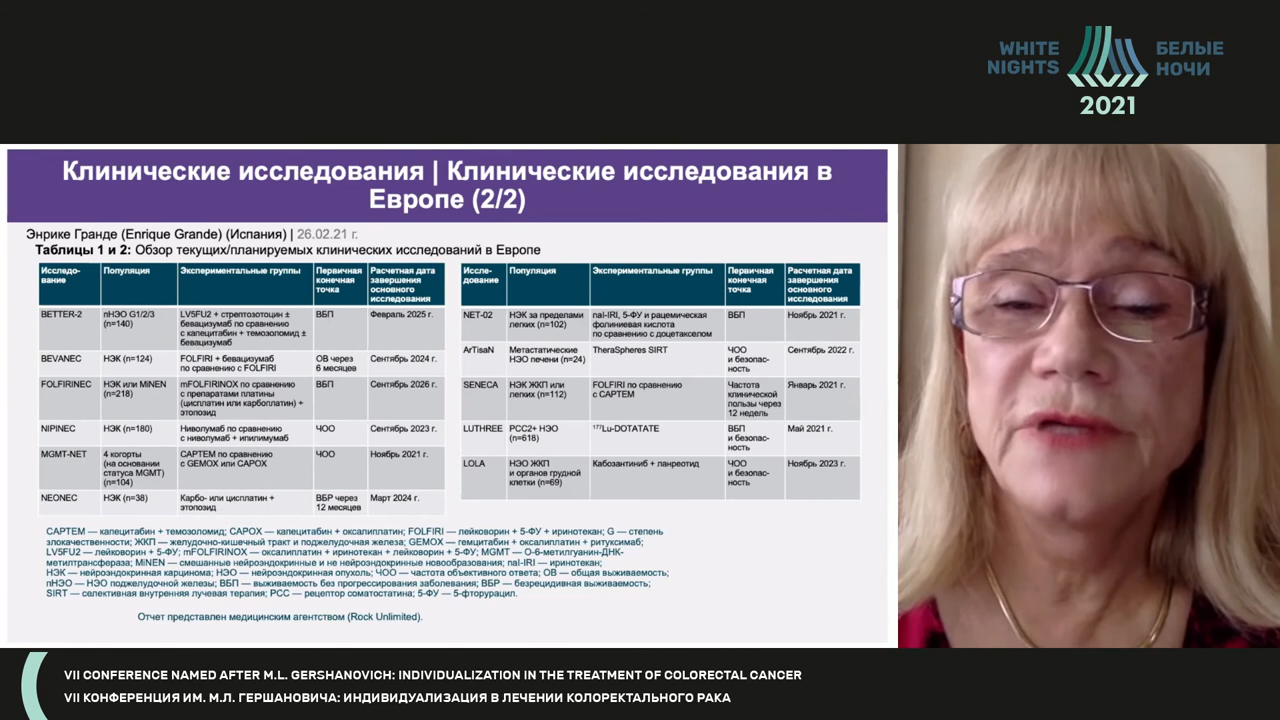 WHITE
NIGHTS
БЕЛЫЕ
НОЧИ
2021
Клинические исследования | Клинические исследования в
Европе (2/2)
Энрике Гранде (Enrique Grande) (Испания) | 26.02.21 г.
Таблицы 1 и 2: Обзор текущих/планируемых клинических исследований в Европе
Исследо-
вание
Популяция
Экспериментальные группы
Первичная
конечная
точка
Расчетная дата
завершения
основного
исследования
BETTER-2
пНЭО G1/2/3
(n=140)
LV5FU2 + стрептозотоцин ±
бевацизумаб по сравнению
с капецитабин + темозоломид ±
бевацизумаб
ВБП
Февраль 2025 г.
BEVANEC
НЭК (n=124)
FOLFIRI + бевацизумаб
по сравнению с FOLFIRI
ОВ через
6 месяцев
Сентябрь 2024 г.
FOLFIRINEC
НЭК или MiNEN
(n=218)
mFOLFIRINOX по сравнению
с препаратами платины
(цисплатин или карбоплатин) +
этопозид
ВБП
Сентябрь 2026 г.
NIPINEC
НЭК (n=180)
Ниволумаб по сравнению
с ниволумаб + ипилимумаб
ЧОО
Сентябрь 2023 г.
MGMT-NET
4 когорты
(на основании
статуса MGMT)
(n=104)
CAPTEM по сравнению
с GEMOX или CAPOX
ЧОО
Ноябрь 2021 г.
NEONEC
НЭК (n=38)
Карбо- или цисплатин +
этопозид
ВБР через
12 месяцев
Март 2024 г.
Иссле-
дование
Популяция
Экспериментальные группы
Первичная
конечная
точка
Расчетная дата
завершения
основного
исследования
NET-02
НЭК за пределами
легких (n=102)
nal-IRI, 5-ФУ и рацемическая
фолиниевая кислота
по сравнению с доцетакселом
ВБП
Ноябрь 2021 г.
ArTisaN
Метастатические
НЭО печени (n=24)
TheraSpheres SIRT
ЧОО
и безопас-
ность
Сентябрь 2022 г.
SENECA
НЭК ЖКП или
легких (n=112)
FOLFIRI по сравнению
с CAPTEM
Частота
клинической
пользы через
12 недель
Январь 2021 г.
LUTHREE
РСС2+ НЭО
(n=618)
¹⁷⁷Lu-DOTATATE
ВБП
и безопас-
ность
Май 2021 г.
LOLA
НЭО ЖКП
и органов грудной
клетки (n=69)
Кабозантиниб + ланреотид
ЧОО
и безопас-
ность
Ноябрь 2023 г.
CAPTEM — капецитабин + темозоломид; CAPOX — капецитабин + оксалиплатин; FOLFIRI — лейковорин + 5-ФУ + иринотекан; G — степень
злокачественности; ЖКП — желудочно-кишечный тракт и поджелудочная железа; GEMOX — гемцитабин + оксалиплатин + ритуксимаб;
LV5FU2 — лейковорин + 5-ФУ; mFOLFIRINOX — оксалиплатин + иринотекан + лейковорин + 5-ФУ; MGMT — О-6-метилгуанин-ДНК-
метилтрансфераза; MiNEN — смешанные нейроэндокринные и не нейроэндокринные новообразования; nal-IRI — иринотекан;
НЭК — нейроэндокринная карцинома; НЭО — нейроэндокринная опухоль; ЧОО — частота объективного ответа; ОВ — общая выживаемость;
пНЭО — НЭО поджелудочной железы; ВБП — выживаемость без прогрессирования заболевания; ВБР — безрецидивная выживаемость;
SIRT — селективная внутренняя лучевая терапия; РСС — рецептор соматостатина; 5-ФУ — 5-фторурацил.
Отчет представлен медицинским агентством (Rock Unlimited).
VII CONFERENCE NAMED AFTER M.L. GERSHANOVICH: INDIVIDUALIZATION IN THE TREATMENT OF COLORECTAL CANCER
VII КОНФЕРЕНЦИЯ ИМ. М.Л. ГЕРШАНОВИЧА: ИНДИВИДУАЛИЗАЦИЯ В ЛЕЧЕНИИ КОЛОРЕКТАЛЬНОГО РАКА